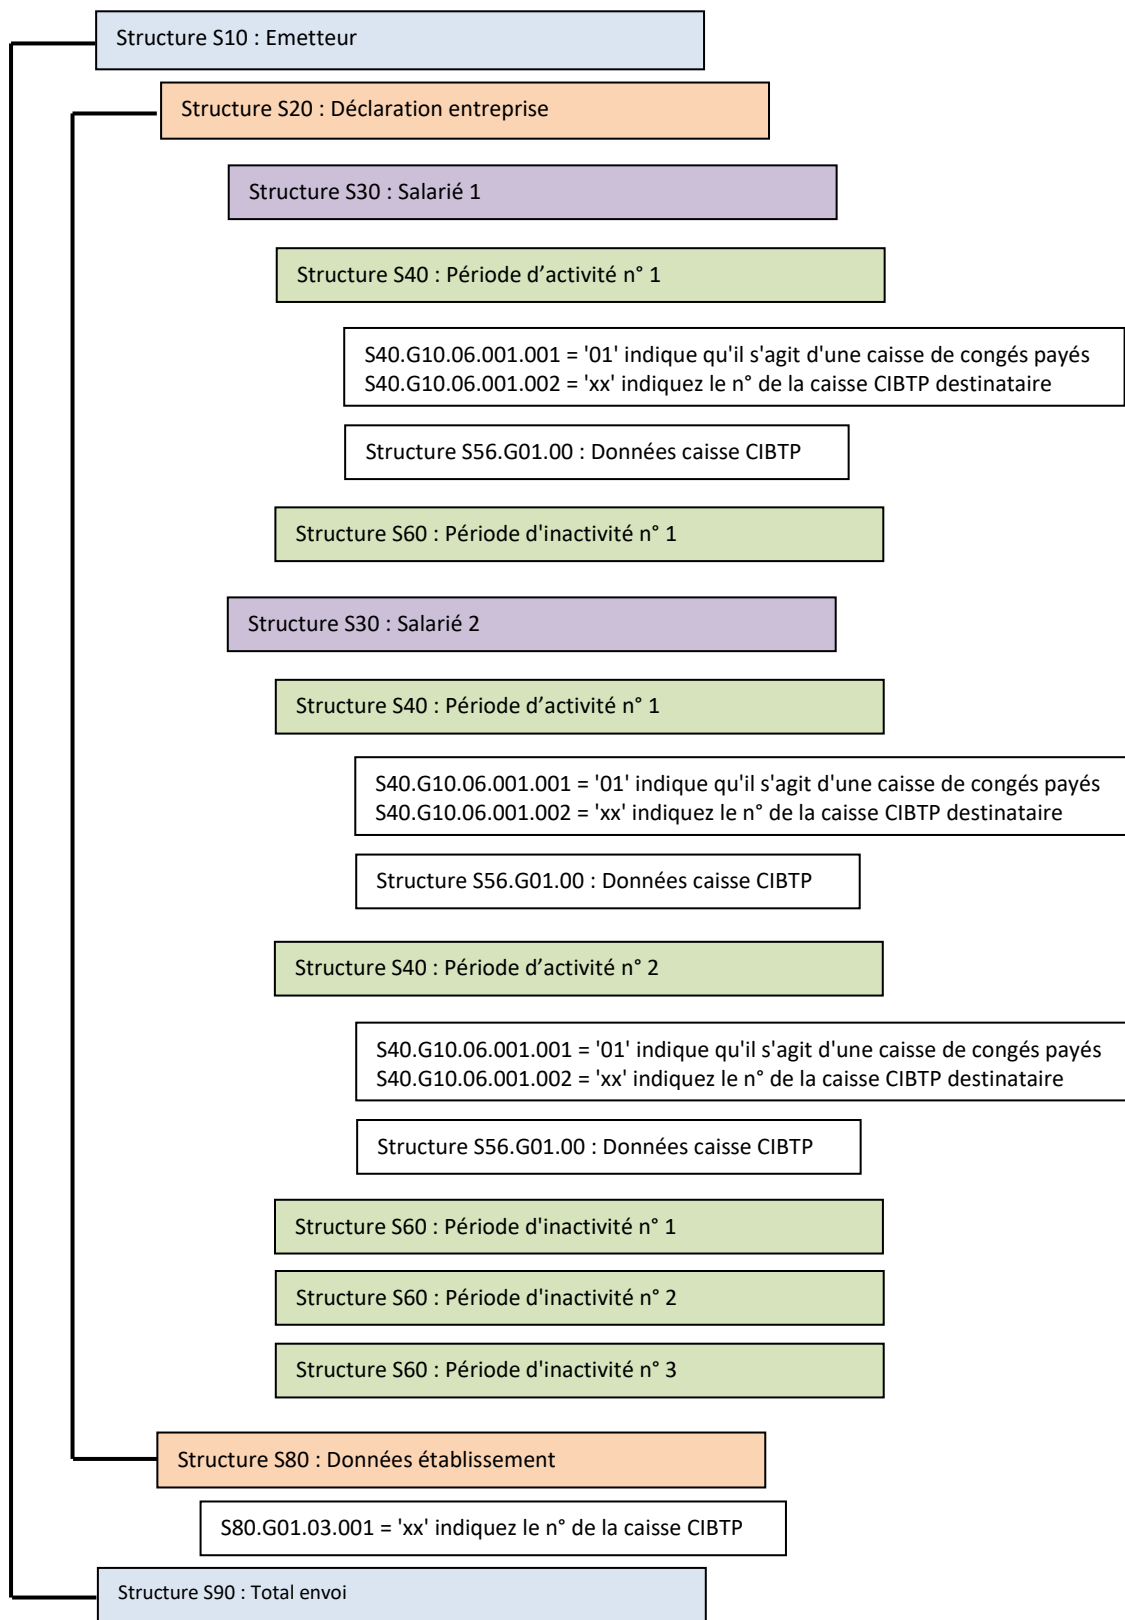 Structure S10 : Emetteur
Structure S20 : Déclaration entreprise
Structure S30 : Salarié 1
Structure S40 : Période d’activité n° 1
S40.G10.06.001.001 = '01' indique qu'il s'agit d'une caisse de congés payés
S40.G10.06.001.002 = 'xx' indiquez le n° de la caisse CIBTP destinataire
Structure S56.G01.00 : Données caisse CIBTP
Structure S60 : Période d'inactivité n° 1
Structure S30 : Salarié 2
Structure S40 : Période d’activité n° 1
S40.G10.06.001.001 = '01' indique qu'il s'agit d'une caisse de congés payés
S40.G10.06.001.002 = 'xx' indiquez le n° de la caisse CIBTP destinataire
Structure S56.G01.00 : Données caisse CIBTP
Structure S40 : Période d’activité n° 2
S40.G10.06.001.001 = '01' indique qu'il s'agit d'une caisse de congés payés
S40.G10.06.001.002 = 'xx' indiquez le n° de la caisse CIBTP destinataire
Structure S56.G01.00 : Données caisse CIBTP
Structure S60 : Période d'inactivité n° 1
Structure S60 : Période d'inactivité n° 2
Structure S60 : Période d'inactivité n° 3
Structure S80 : Données établissement
S80.G01.03.001 = 'xx' indiquez le n° de la caisse CIBTP
Structure S90 : Total envoi